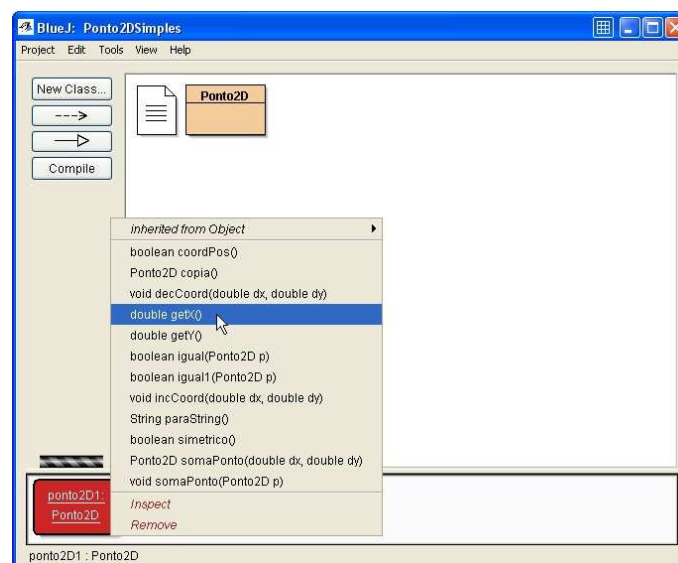 BlueJ: Ponto2DSimples
Project Edit Tools View Help
New Class...
Ponto2D
Compile
inherited from Object
boolean coordPos()
Ponto2D copia()
void decCoord(double dx, double dy)
double getX()
double getY()
boolean igual(Ponto2D p)
boolean igual1(Ponto2D p)
void incCoord(double dx, double dy)
String paraString()
boolean simetrico()
Ponto2D somaPonto(double dx, double dy)
void somaPonto(Ponto2D p)
Inspect
Remove
ponto2D1:
Ponto2D
ponto2D1 : Ponto2D